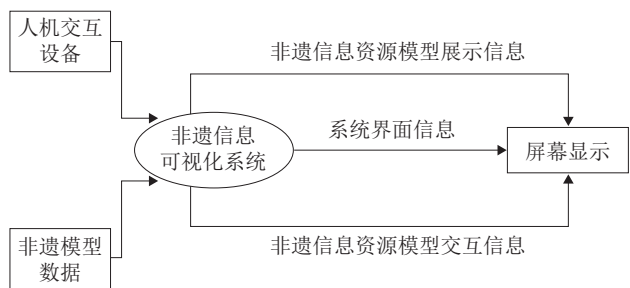 人机交互
设备
非遗信息资源模型展示信息
非遗信息
可视化系统
系统界面信息
屏幕显示
非遗模型
数据
非遗信息资源模型交互信息